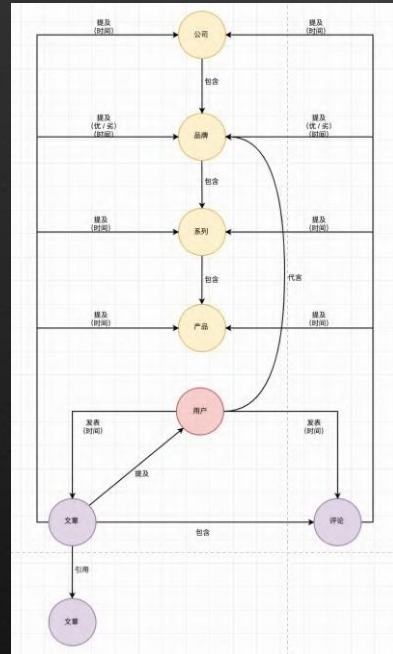 提及
(时间)
公司
提及
(时间)
包含
提及
(优 / 劣)
(时间)
品牌
提及
(优 / 劣)
(时间)
包含
提及
(时间)
系列
提及
(时间)
包含
代言
提及
(时间)
产品
提及
(时间)
用户
发表
(时间)
发表
(时间)
提及
文章
评论
包含
引用
文章